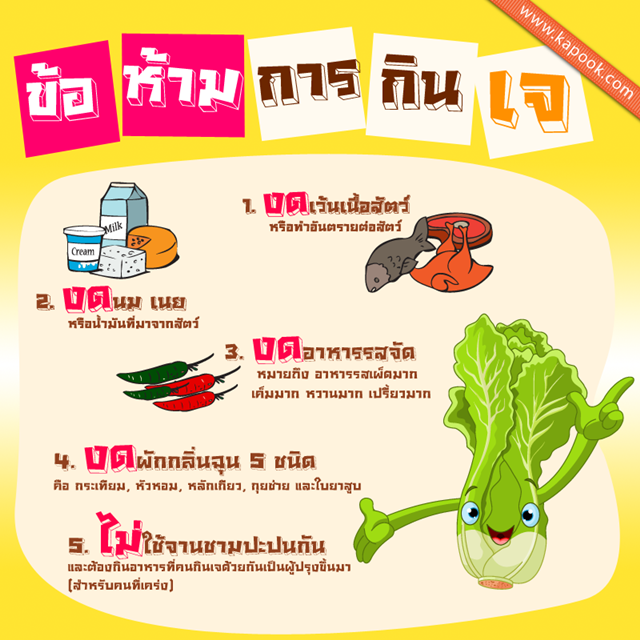 www.kapook.com
ข้อ ห้าม การ กิน เจ
1. งดเว้นเนื้อสัตว์
หรือทำอันตรายต่อสัตว์
Milk
Cream
2. งดนม เนย
หรือน้ำมันที่มาจากสัตว์
3. งดอาหารรสจัด
หมายถึง อาหารรสเผ็ดมาก
เค็มมาก หวานมาก เปรี้ยวมาก
4. งดผักกลิ่นฉุน 5 ชนิด
คือ กระเทียม, หัวหอม, หลักเกียว, กุยช่าย และใบยาสูบ
5. ไม่ใช้จานชามปะปนกัน
และต้องกินอาหารที่คนกินเจด้วยกันเป็นผู้ปรุงขึ้นมา
(สำหรับคนที่เคร่ง)